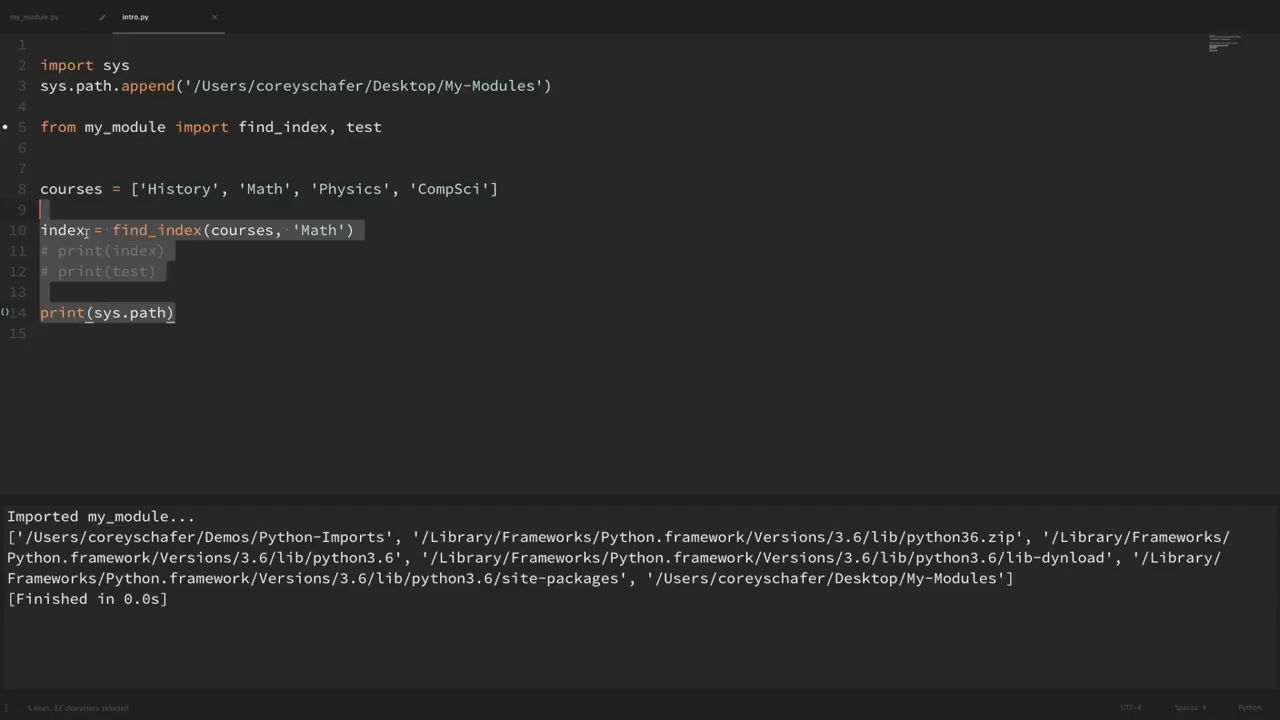 my_module.py
intro.py
1
2 import sys
3 sys.path.append('/Users/coreyschafer/Desktop/My-Modules')
4
5 from my_module import find_index, test
6
7
8 courses = ['History', 'Math', 'Physics', 'CompSci']
9
10 index = find_index(courses, 'Math')
11 # print(index)
12 # print(test)
13
14 print(sys.path)
15
Imported my_module...
['/Users/coreyschafer/Demos/Python-Imports', '/Library/Frameworks/Python.framework/Versions/3.6/lib/python36.zip', '/Library/Frameworks/
Python.framework/Versions/3.6/lib/python3.6', '/Library/Frameworks/Python.framework/Versions/3.6/lib/python3.6/lib-dynload', '/Library/
Frameworks/Python.framework/Versions/3.6/lib/python3.6/site-packages', '/Users/coreyschafer/Desktop/My-Modules']
[Finished in 0.0s]
5 lines, 87 characters selected
UTF-8 Spaces: 4 Python